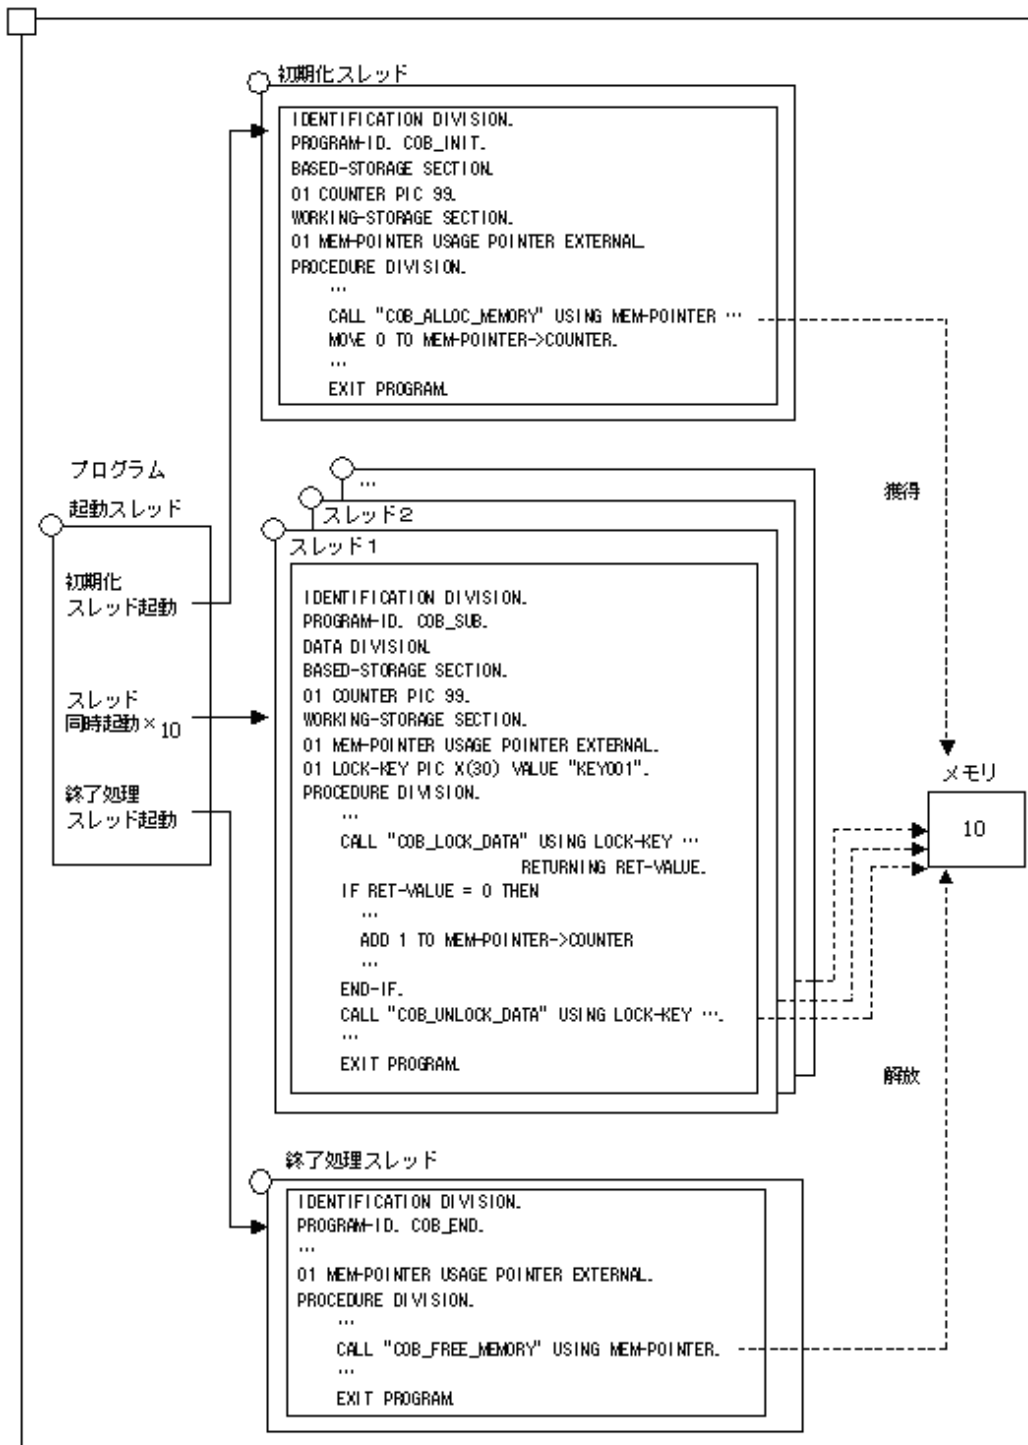 初期化スレッド
IDENTIFICATION DIVISION.
PROGRAM-ID. COB_INIT.
BASED-STORAGE SECTION.
01 COUNTER PIC 99.
WORKING-STORAGE SECTION.
01 MEM-POINTER USAGE POINTER EXTERNAL.
PROCEDURE DIVISION.
…
CALL "COB_ALLOC_MEMORY" USING MEM-POINTER …
MOVE 0 TO MEM-POINTER->COUNTER.
…
EXIT PROGRAM.
獲得
プログラム
起動スレッド
初期化
スレッド起動
スレッド
同時起動×10
終了処理
スレッド起動
…
スレッド2
スレッド1
IDENTIFICATION DIVISION.
PROGRAM-ID. COB_SUB.
DATA DIVISION.
BASED-STORAGE SECTION.
01 COUNTER PIC 99.
WORKING-STORAGE SECTION.
01 MEM-POINTER USAGE POINTER EXTERNAL.
01 LOCK-KEY PIC X(30) VALUE "KEY001".
PROCEDURE DIVISION.
…
CALL "COB_LOCK_DATA" USING LOCK-KEY …
RETURNING RET-VALUE.
IF RET-VALUE = 0 THEN
…
ADD 1 TO MEM-POINTER->COUNTER
…
END-IF.
CALL "COB_UNLOCK_DATA" USING LOCK-KEY ….
…
EXIT PROGRAM.
メモリ
10
解放
終了処理スレッド
IDENTIFICATION DIVISION.
PROGRAM-ID. COB_END.
…
01 MEM-POINTER USAGE POINTER EXTERNAL.
PROCEDURE DIVISION.
…
CALL "COB_FREE_MEMORY" USING MEM-POINTER.
…
EXIT PROGRAM.